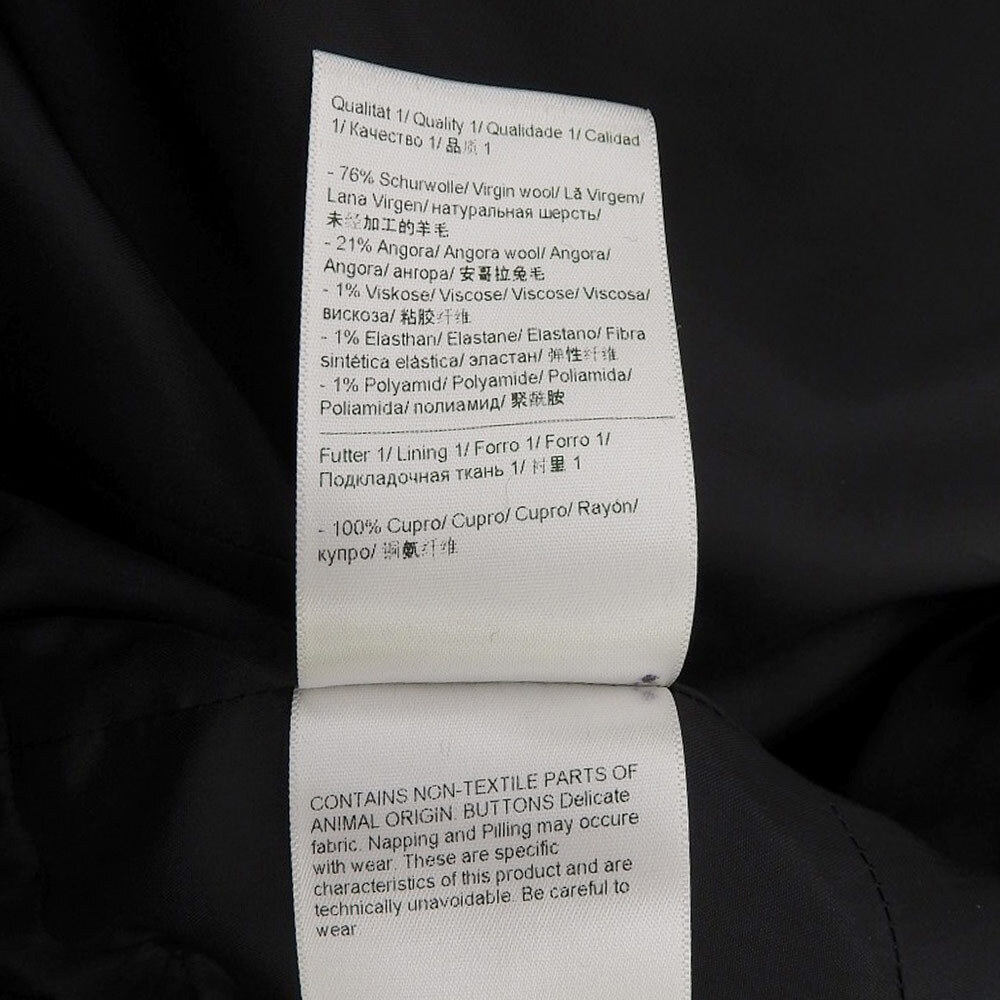 Qualität 1/ Quality 1/ Qualidade 1/ Calidad
1/ Качество 1/ 品质 1
- 76% Schurwolle/ Virgin wool/ Lã Virgem/
Lana Virgen/ натуральная шерсть/
未经加工的羊毛
- 21% Angora/ Angora wool/ Angora/
Angora/ ангора/ 安哥拉兔毛
- 1% Viskose/ Viscose/ Viscose/ Viscosa/
вискоза/ 粘胶纤维
- 1% Elasthan/ Elastane/ Elastano/ Fibra
sintética elástica/ эластан/ 弹性纤维
- 1% Polyamid/ Polyamide/ Poliamida/
Poliamida/ полиамид/ 聚酰胺
Futter 1/ Lining 1/ Forro 1/ Forro 1/
Подкладочная ткань 1/ 衬里 1
- 100% Cupro/ Cupro/ Cupro/ Rayón/
купро/ 铜氨纤维
CONTAINS NON-TEXTILE PARTS OF
ANIMAL ORIGIN. BUTTONS Delicate
fabric. Napping and Pilling may occure
with wear. These are specific
characteristics of this product and are
technically unavoidable. Be careful to
wear